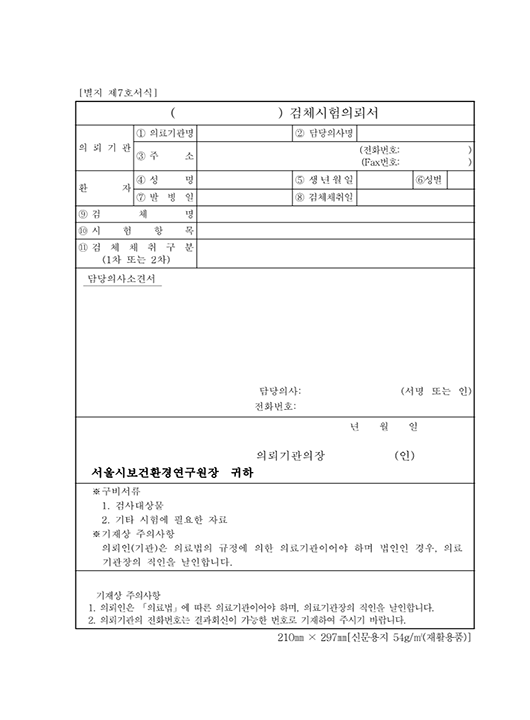 [별지 제7호서식]
( ) 검체시험의뢰서
의 뢰 기 관
① 의료기관명
② 담당의사명
③ 주 소
(전화번호: )
(Fax번호: )
환 자
④ 성 명
⑤ 생년월일
⑥성별
⑦ 발 병 일
⑧ 검체채취일
⑨ 검 체 명
⑩ 시 험 항 목
⑪ 검 체 채 취 구 분
(1차 또는 2차)
담당의사소견서
담당의사: (서명 또는 인)
전화번호:
년 월 일
의뢰기관의장 (인)
서울시보건환경연구원장 귀하
※구비서류
1. 검사대상물
2. 기타 시험에 필요한 자료
※기재상 주의사항
의뢰인(기관)은 의료법의 규정에 의한 의료기관이어야 하며 법인인 경우, 의료
기관장의 직인을 날인합니다.
기재상 주의사항
1. 의뢰인은 「의료법」에 따른 의료기관이어야 하며, 의료기관장의 직인을 날인합니다.
2. 의뢰기관의 전화번호는 결과회신이 가능한 번호로 기재하여 주시기 바랍니다.
210㎜ × 297㎜[신문용지 54g/㎡(재활용품)]